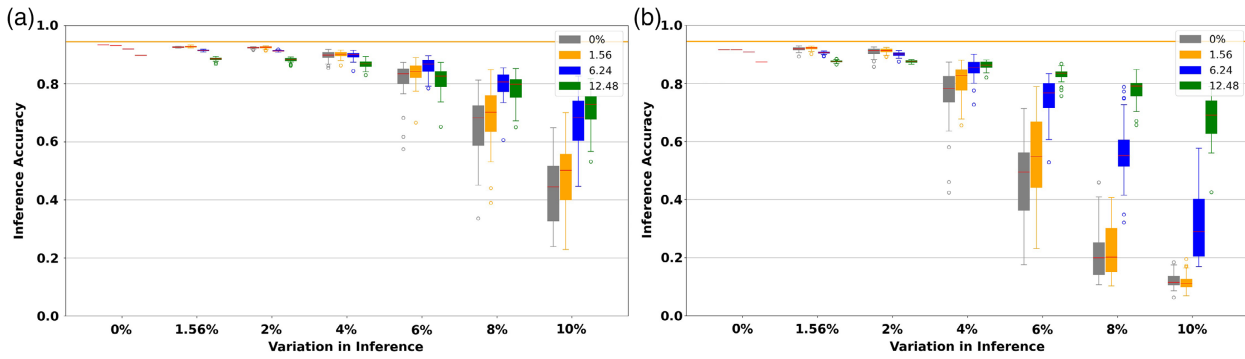 (a)
1.0
0.8
0.6
0.4
0.2
0.0
Inference Accuracy
0%
1.56
6.24
12.48
0% 1.56% 2% 4% 6% 8% 10%
Variation in Inference
(b)
1.0
0.8
0.6
0.4
0.2
0.0
Inference Accuracy
0%
1.56
6.24
12.48
0% 1.56% 2% 4% 6% 8% 10%
Variation in Inference